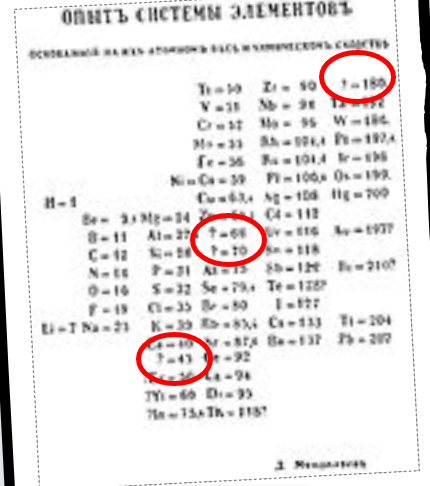 ОПЫТЪ СИСТЕМЫ ЭЛЕМЕНТОВЪ
ОСНОВАННОЙ НА ИХЪ АТОМНОМЪ ВѢСѢ И ХИМИЧЕСКОМЪ СХОДСТВѢ
Ti = 50 Zr = 90 ? = 180
V = 51 Nb = 94 Ta = 182
Cr = 52 Mo = 96 W = 186
Mn = 55 Rh = 104,4 Pt = 197,4
Fe = 56 Ru = 104,4 Ir = 198
Ni = Co = 59 Pl = 106,6 Os = 199
H = 1 Cu = 63,4 Ag = 108 Hg = 200
Be = 9,4 Mg = 24 Zn = Cd = 112
B = 11 Al = 27 ? = 68 Ur = 116 Au = 197?
C = 12 Si = 28 ? = 70 Sn = 118
N = 14 P = 31 As = 75 Sb = 122 Bi = 210?
O = 16 S = 32 Se = 79,4 Te = 128?
F = 19 Cl = 35 Br = 80 I = 127
Li = 7 Na = 23 K = 39 Rb = 85,4 Cs = 133 Tl = 204
Ca = 40 Sr = 87,6 Ba = 137 Pb = 207
? = 45 Ce = 92
Er = 56 La = 94
?Yt = 60 Di = 95
?In = 75,6 Th = 118?
Д. Менделѣевъ